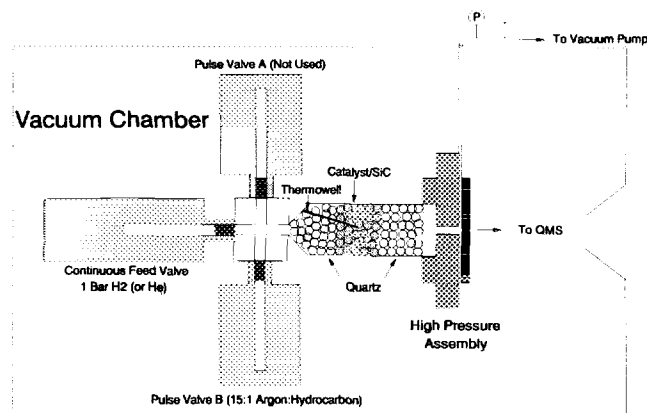 P
To Vacuum Pump
Pulse Valve A (Not Used)
Vacuum Chamber
Catalyst/SiC
Thermowell
To QMS
Continuous Feed Valve
1 Bar H2 (or He)
Quartz
High Pressure
Assembly
Pulse Valve B (15:1 Argon:Hydrocarbon)